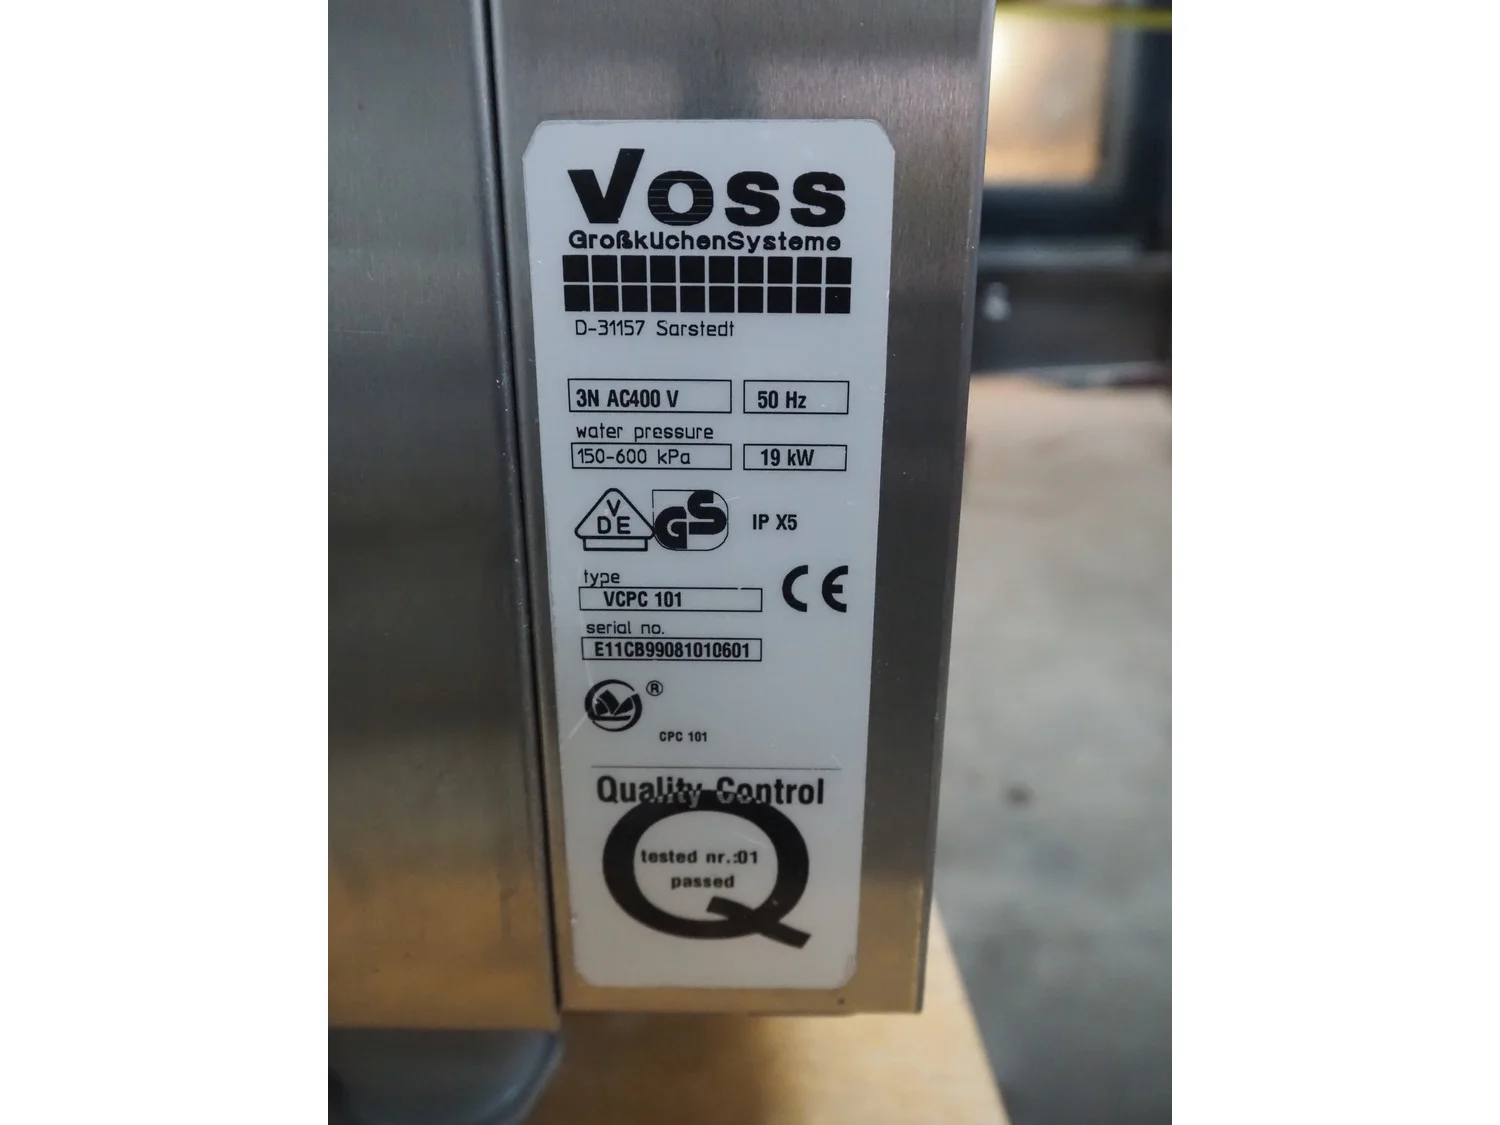 VOSS
GroßküchenSysteme
D-31157 Sarstedt
3N AC400 V 50 Hz
water pressure
150-600 kPa 19 kW
VDE GS IP X5
type
VCPC 101 CE
serial no.
E11CB99081010601
®
CPC 101
Quality Control
tested nr.:01
passed